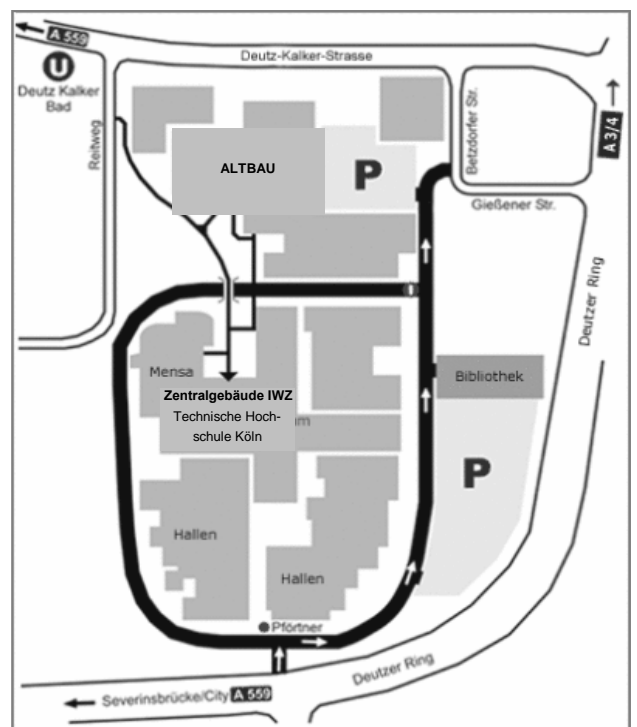 A 559
U
Deutz Kalker
Bad
Deutz-Kalker-Strasse
Reitweg
Betzdorfer Str.
A 3/4
ALTBAU
P
Gießener Str.
Deutzer Ring
Mensa
Bibliothek
Zentralgebäude IWZ
Technische Hoch-
schule Köln
P
Hallen
Hallen
Pförtner
Deutzer Ring
Severinsbrücke/City A 559